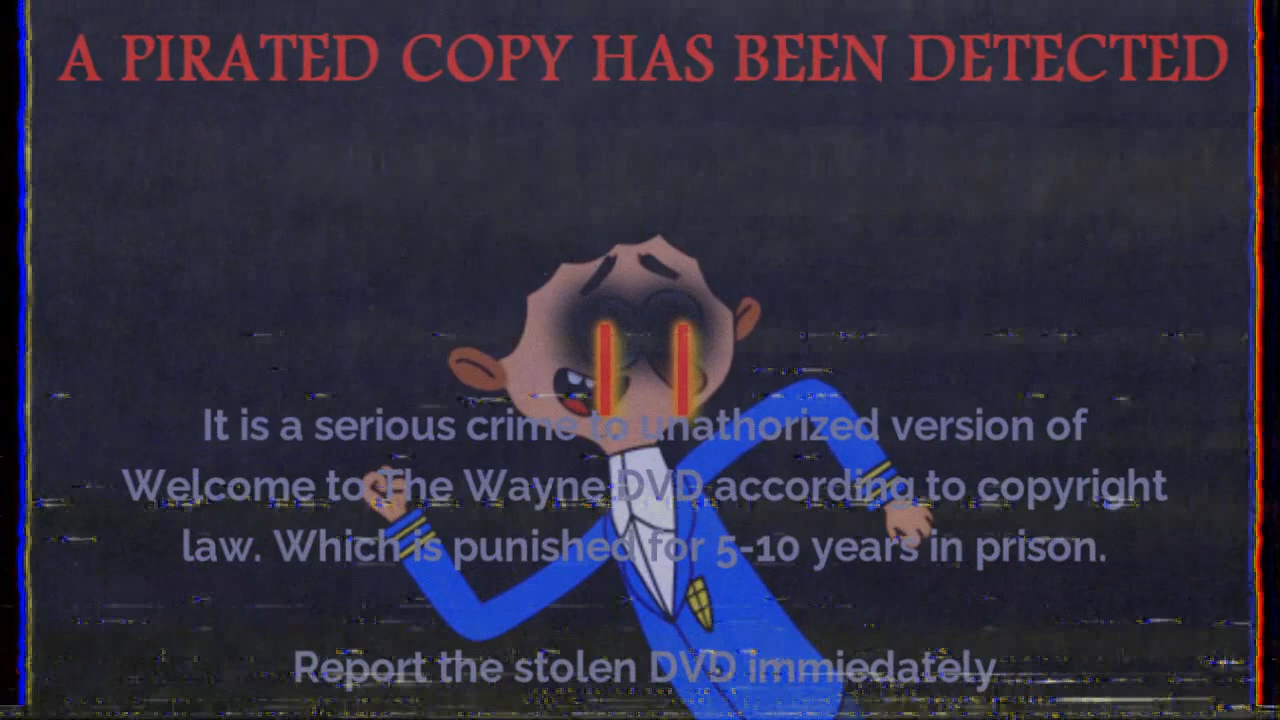 A PIRATED COPY HAS BEEN DETECTED
It is a serious crime to unathorized version of
Welcome to The Wayne DVD according to copyright
law. Which is punished for 5-10 years in prison.
Report the stolen DVD immiedately